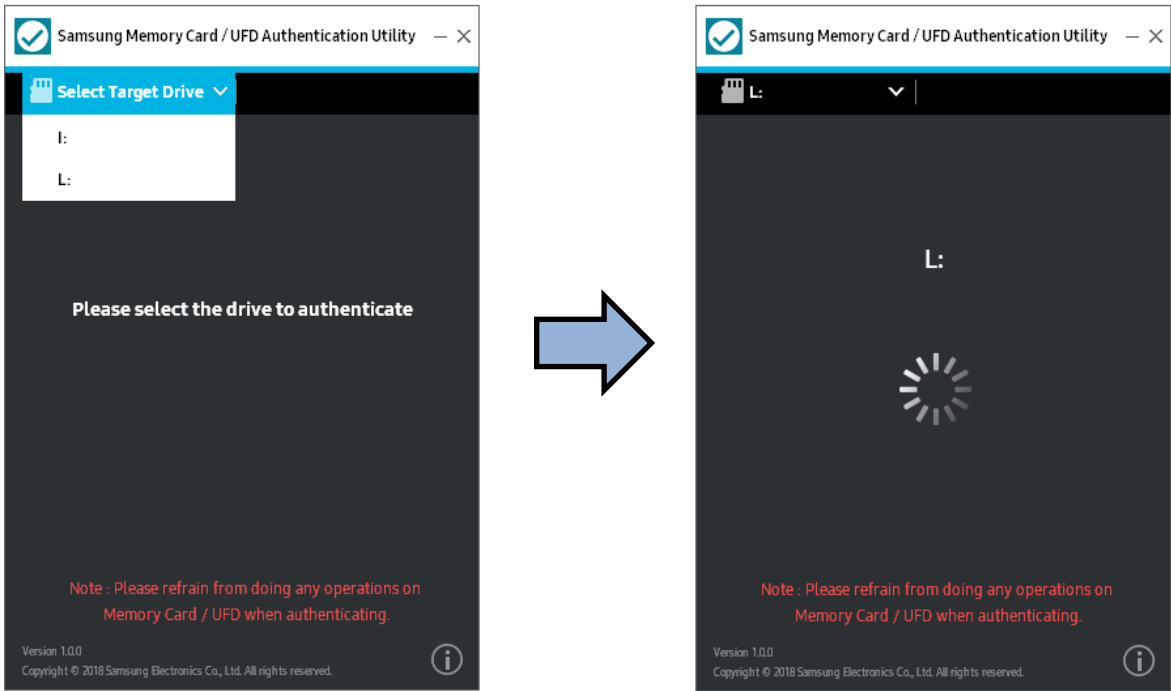 Samsung Memory Card / UFD Authentication Utility
Select Target Drive
I:
L:
Please select the drive to authenticate
Note : Please refrain from doing any operations on
Memory Card / UFD when authenticating.
Version 1.0.0
Copyright © 2018 Samsung Electronics Co., Ltd. All rights reserved.
Samsung Memory Card / UFD Authentication Utility
L:
L:
Note : Please refrain from doing any operations on
Memory Card / UFD when authenticating.
Version 1.0.0
Copyright © 2018 Samsung Electronics Co., Ltd. All rights reserved.